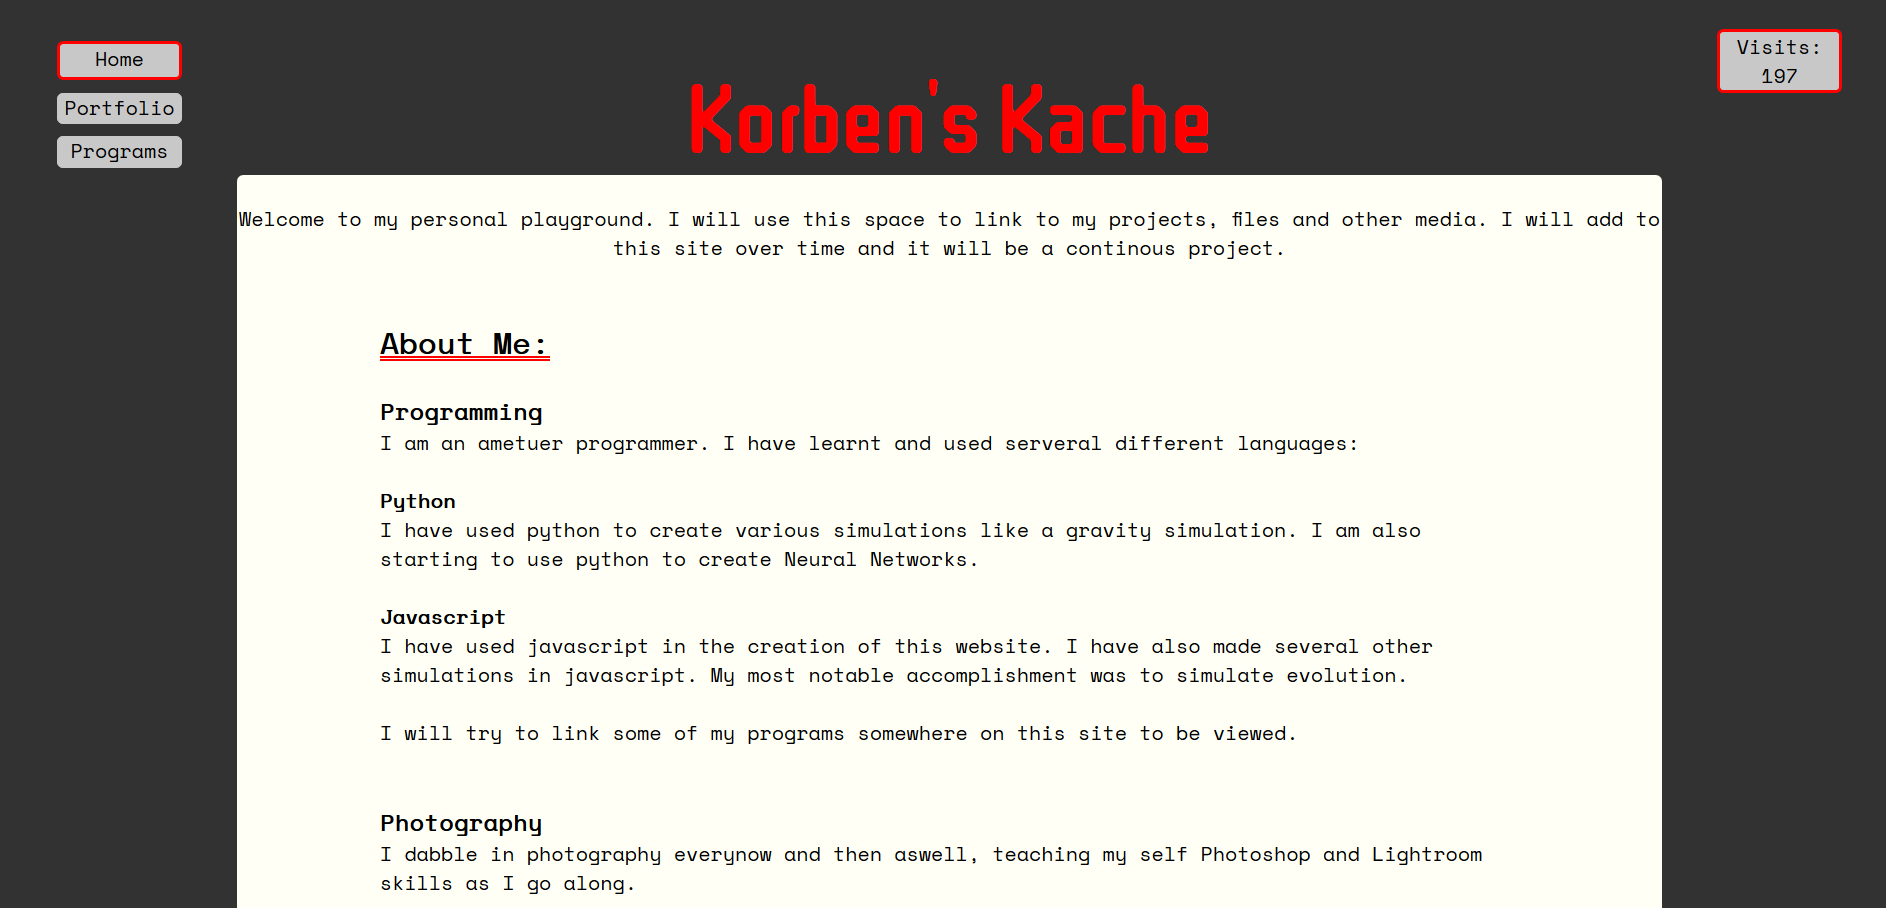 Home
Portfolio
Programs
Visits:
197
Korben's Kache
Welcome to my personal playground. I will use this space to link to my projects, files and other media. I will add to
this site over time and it will be a continous project.
About Me:
Programming
I am an ametuer programmer. I have learnt and used serveral different languages:
Python
I have used python to create various simulations like a gravity simulation. I am also
starting to use python to create Neural Networks.
Javascript
I have used javascript in the creation of this website. I have also made several other
simulations in javascript. My most notable accomplishment was to simulate evolution.
I will try to link some of my programs somewhere on this site to be viewed.
Photography
I dabble in photography everynow and then aswell, teaching my self Photoshop and Lightroom
skills as I go along.